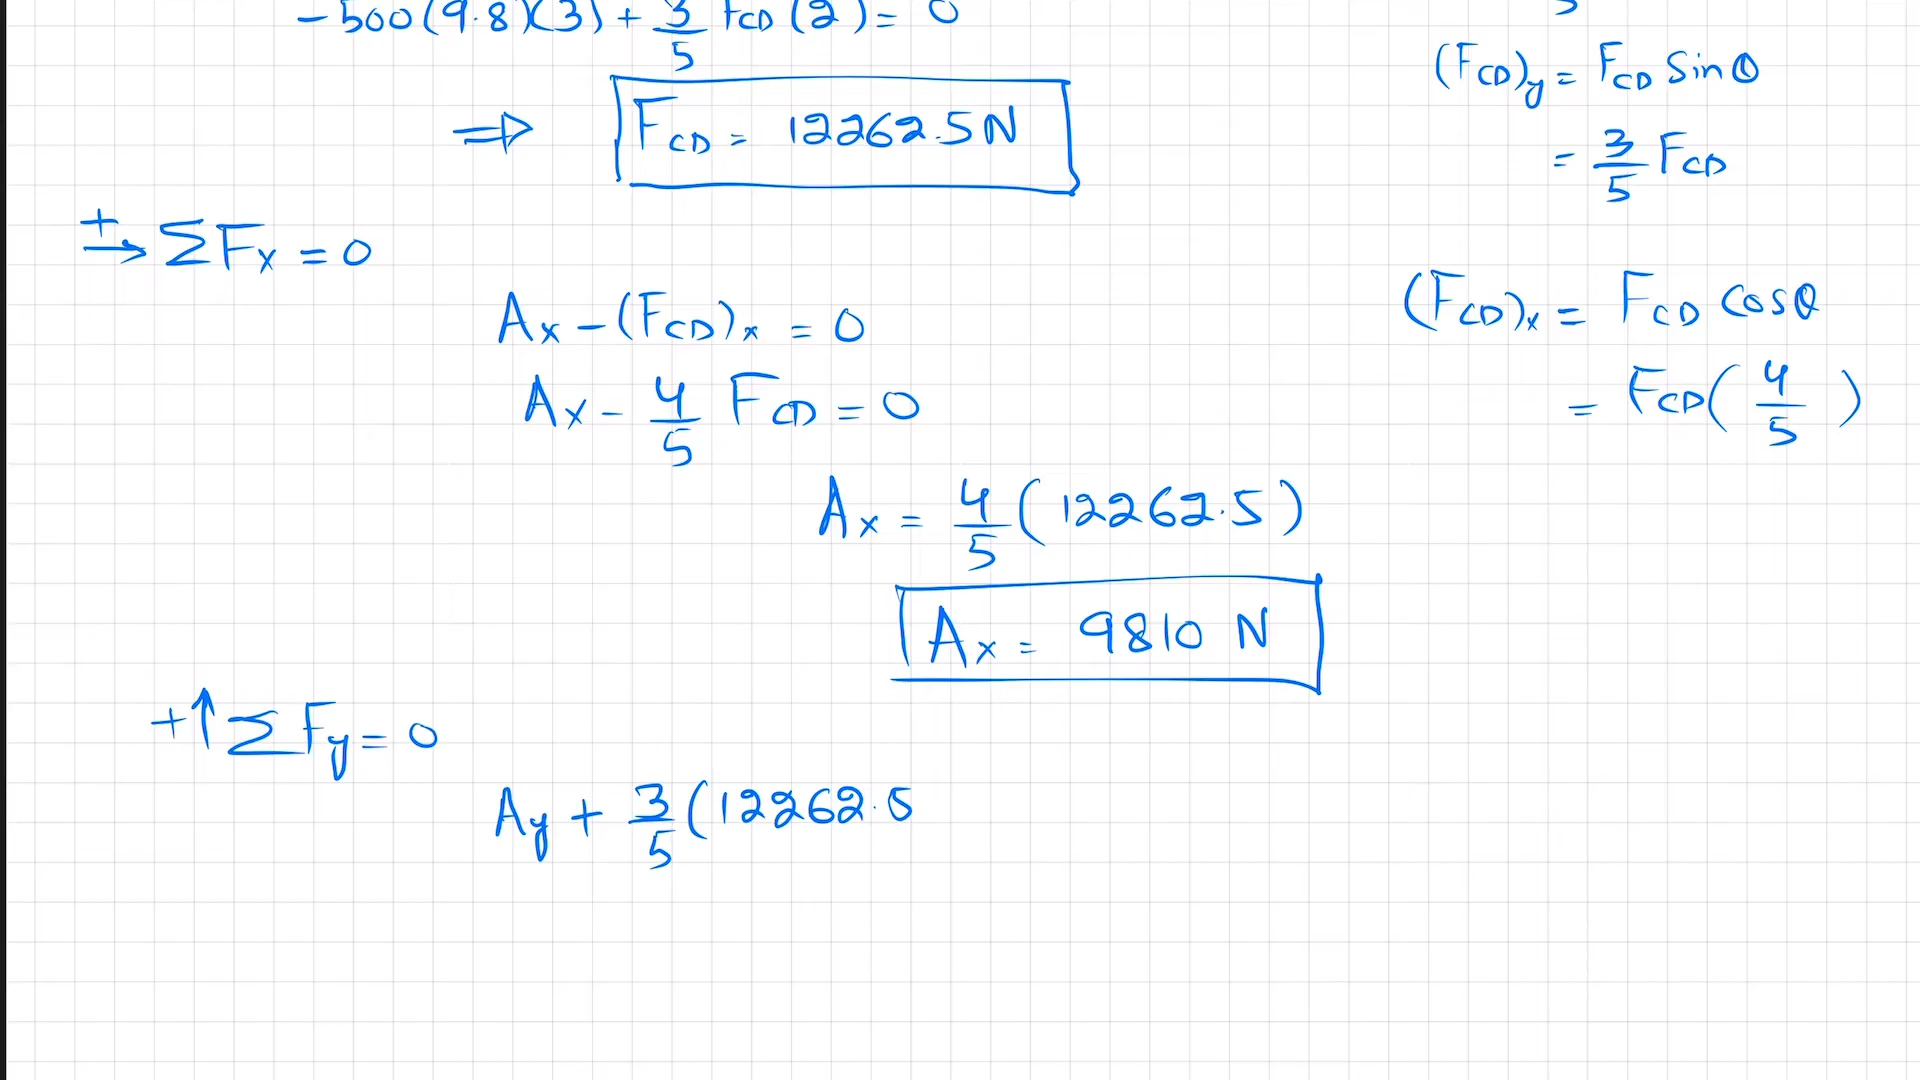 -500(9.8)(3) + 3/5 FCD (2) = 0
⇒ FCD = 12262.5 N
+→ ΣFx = 0
Ax - (FCD)x = 0
Ax - 4/5 FCD = 0
Ax = 4/5 (12262.5)
Ax = 9810 N
+↑ ΣFy = 0
Ay + 3/5 (12262.5
(FCD)y = FCD Sinθ
= 3/5 FCD
(FCD)x = FCD Cosθ
= FCD( 4/5 )